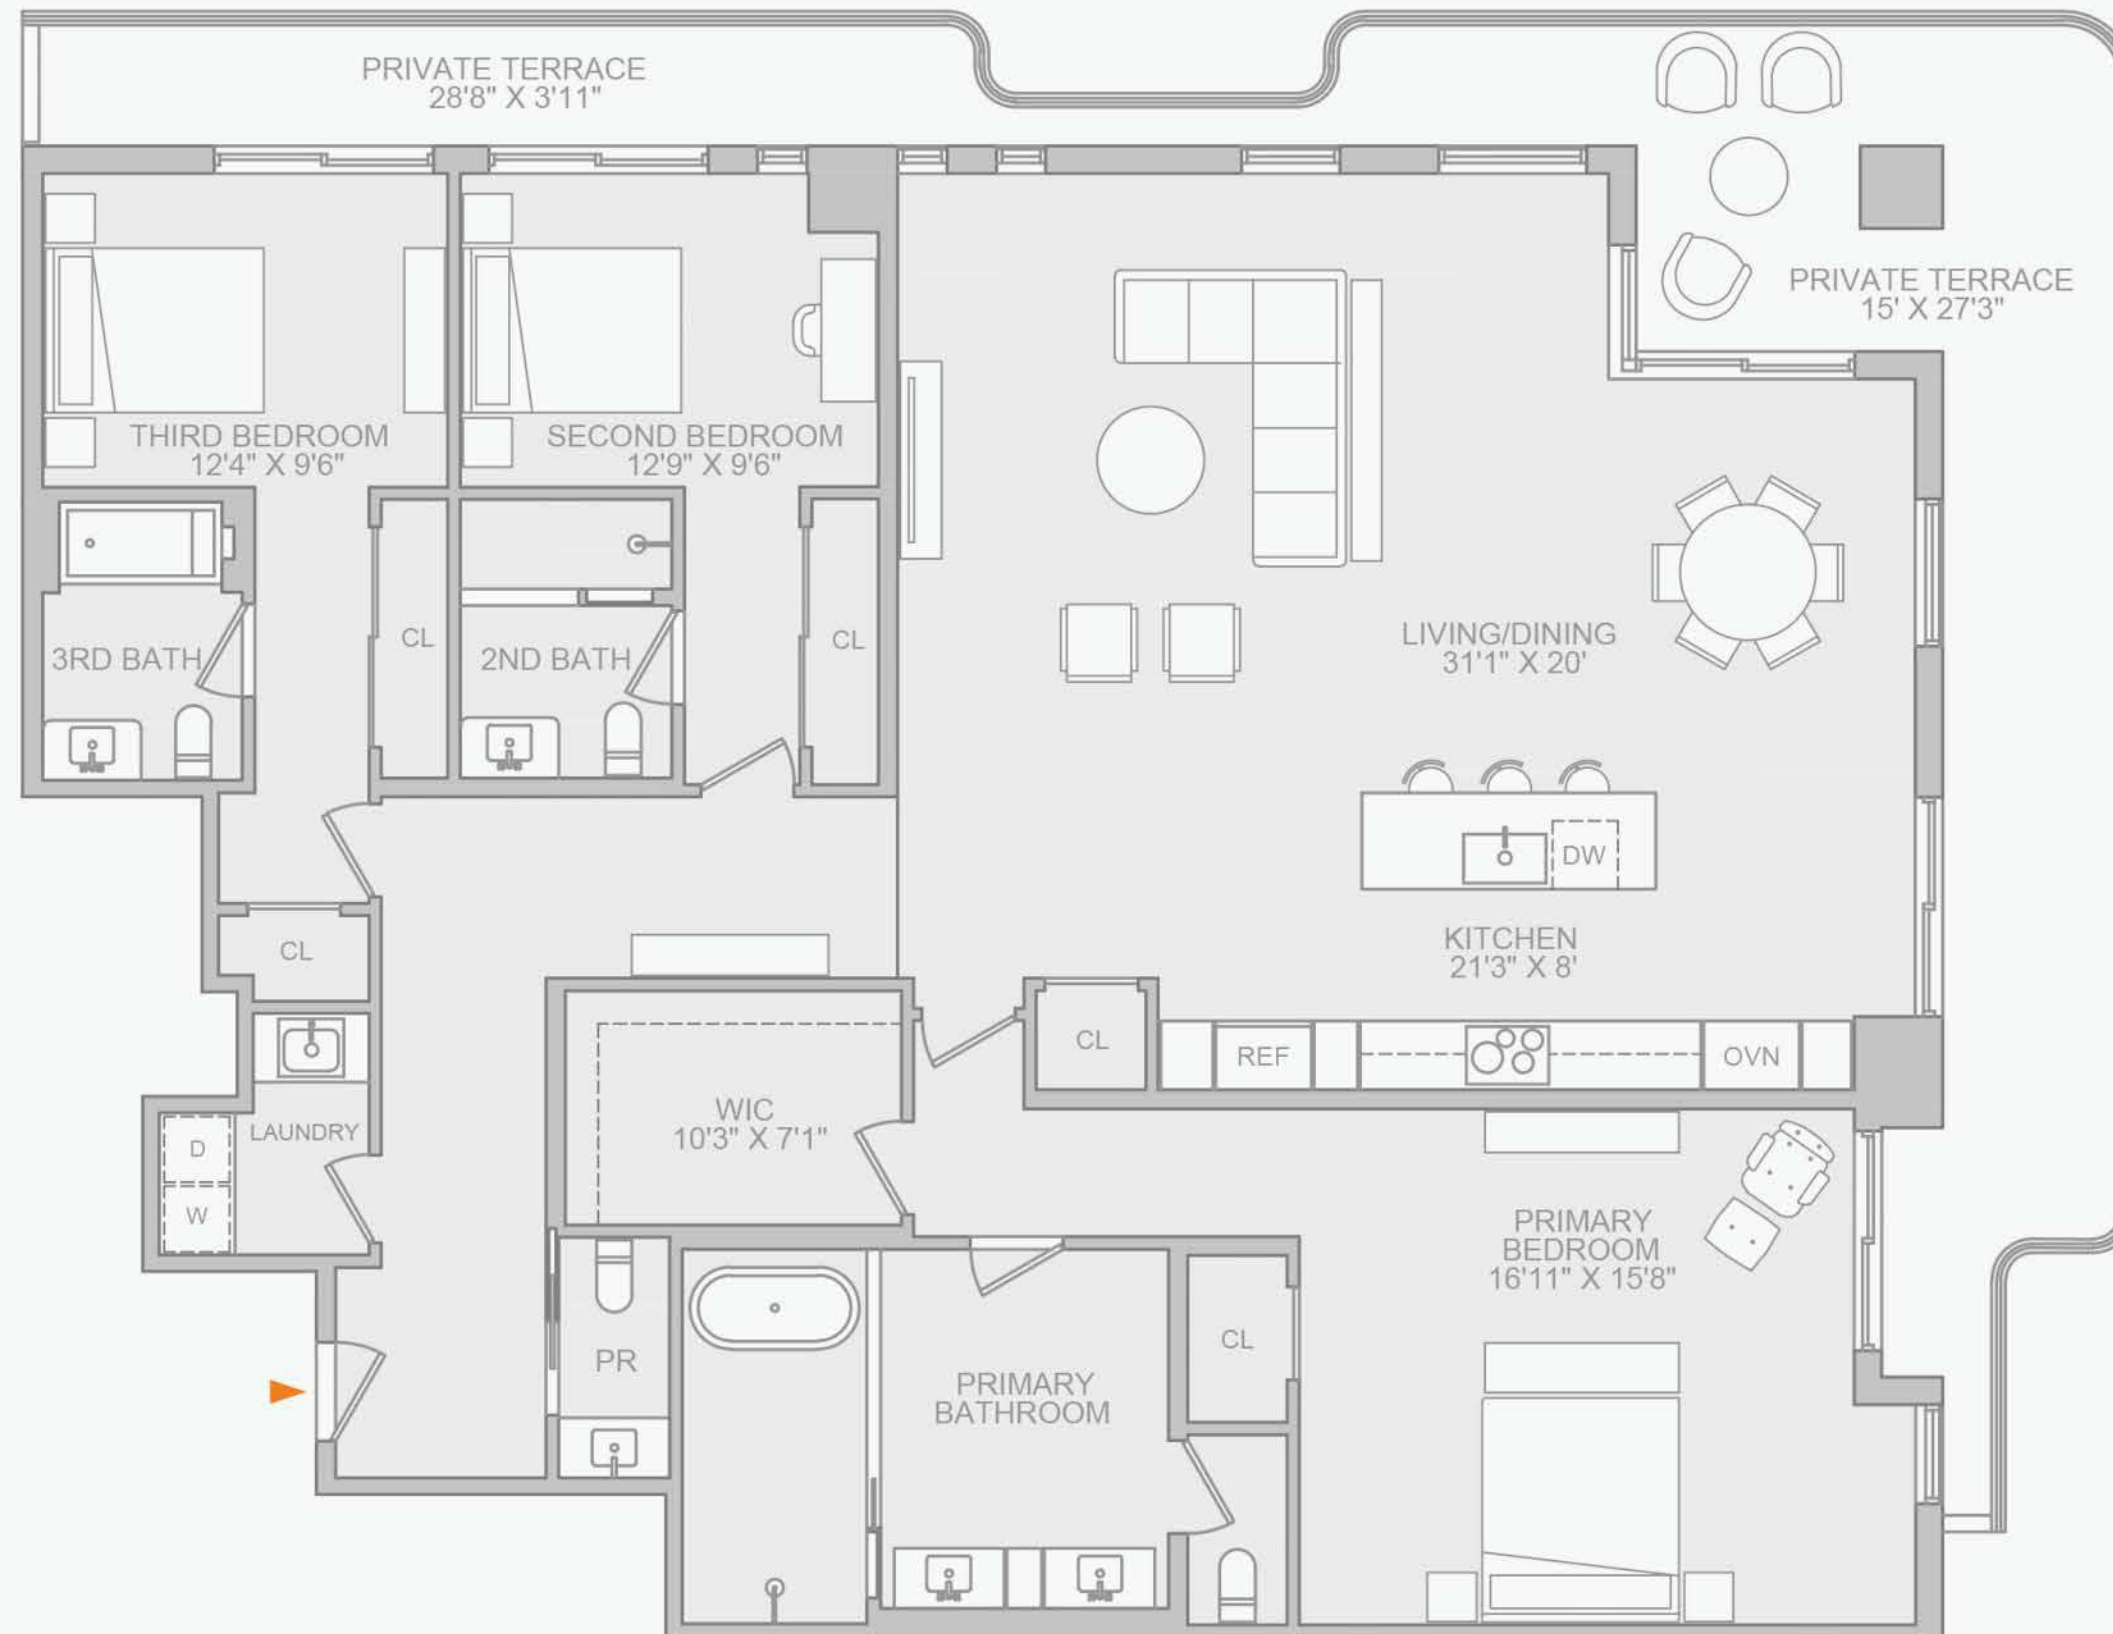 PRIVATE TERRACE
28'8" X 3'11"
PRIVATE TERRACE
15' X 27'3"
THIRD BEDROOM
12'4" X 9'6"
SECOND BEDROOM
12'9" X 9'6"
3RD BATH
CL
2ND BATH
CL
LIVING/DINING
31'1" X 20'
DW
KITCHEN
21'3" X 8'
CL
CL
REF
OVN
WIC
10'3" X 7'1"
LAUNDRY
D
W
PRIMARY
BEDROOM
16'11" X 15'8"
PR
CL
PRIMARY
BATHROOM